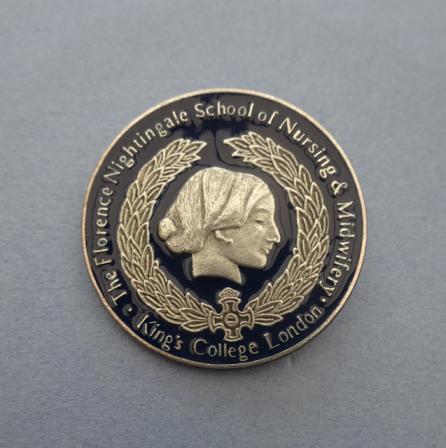 The Florence Nightingale School of Nursing & Midwifery
King's College London